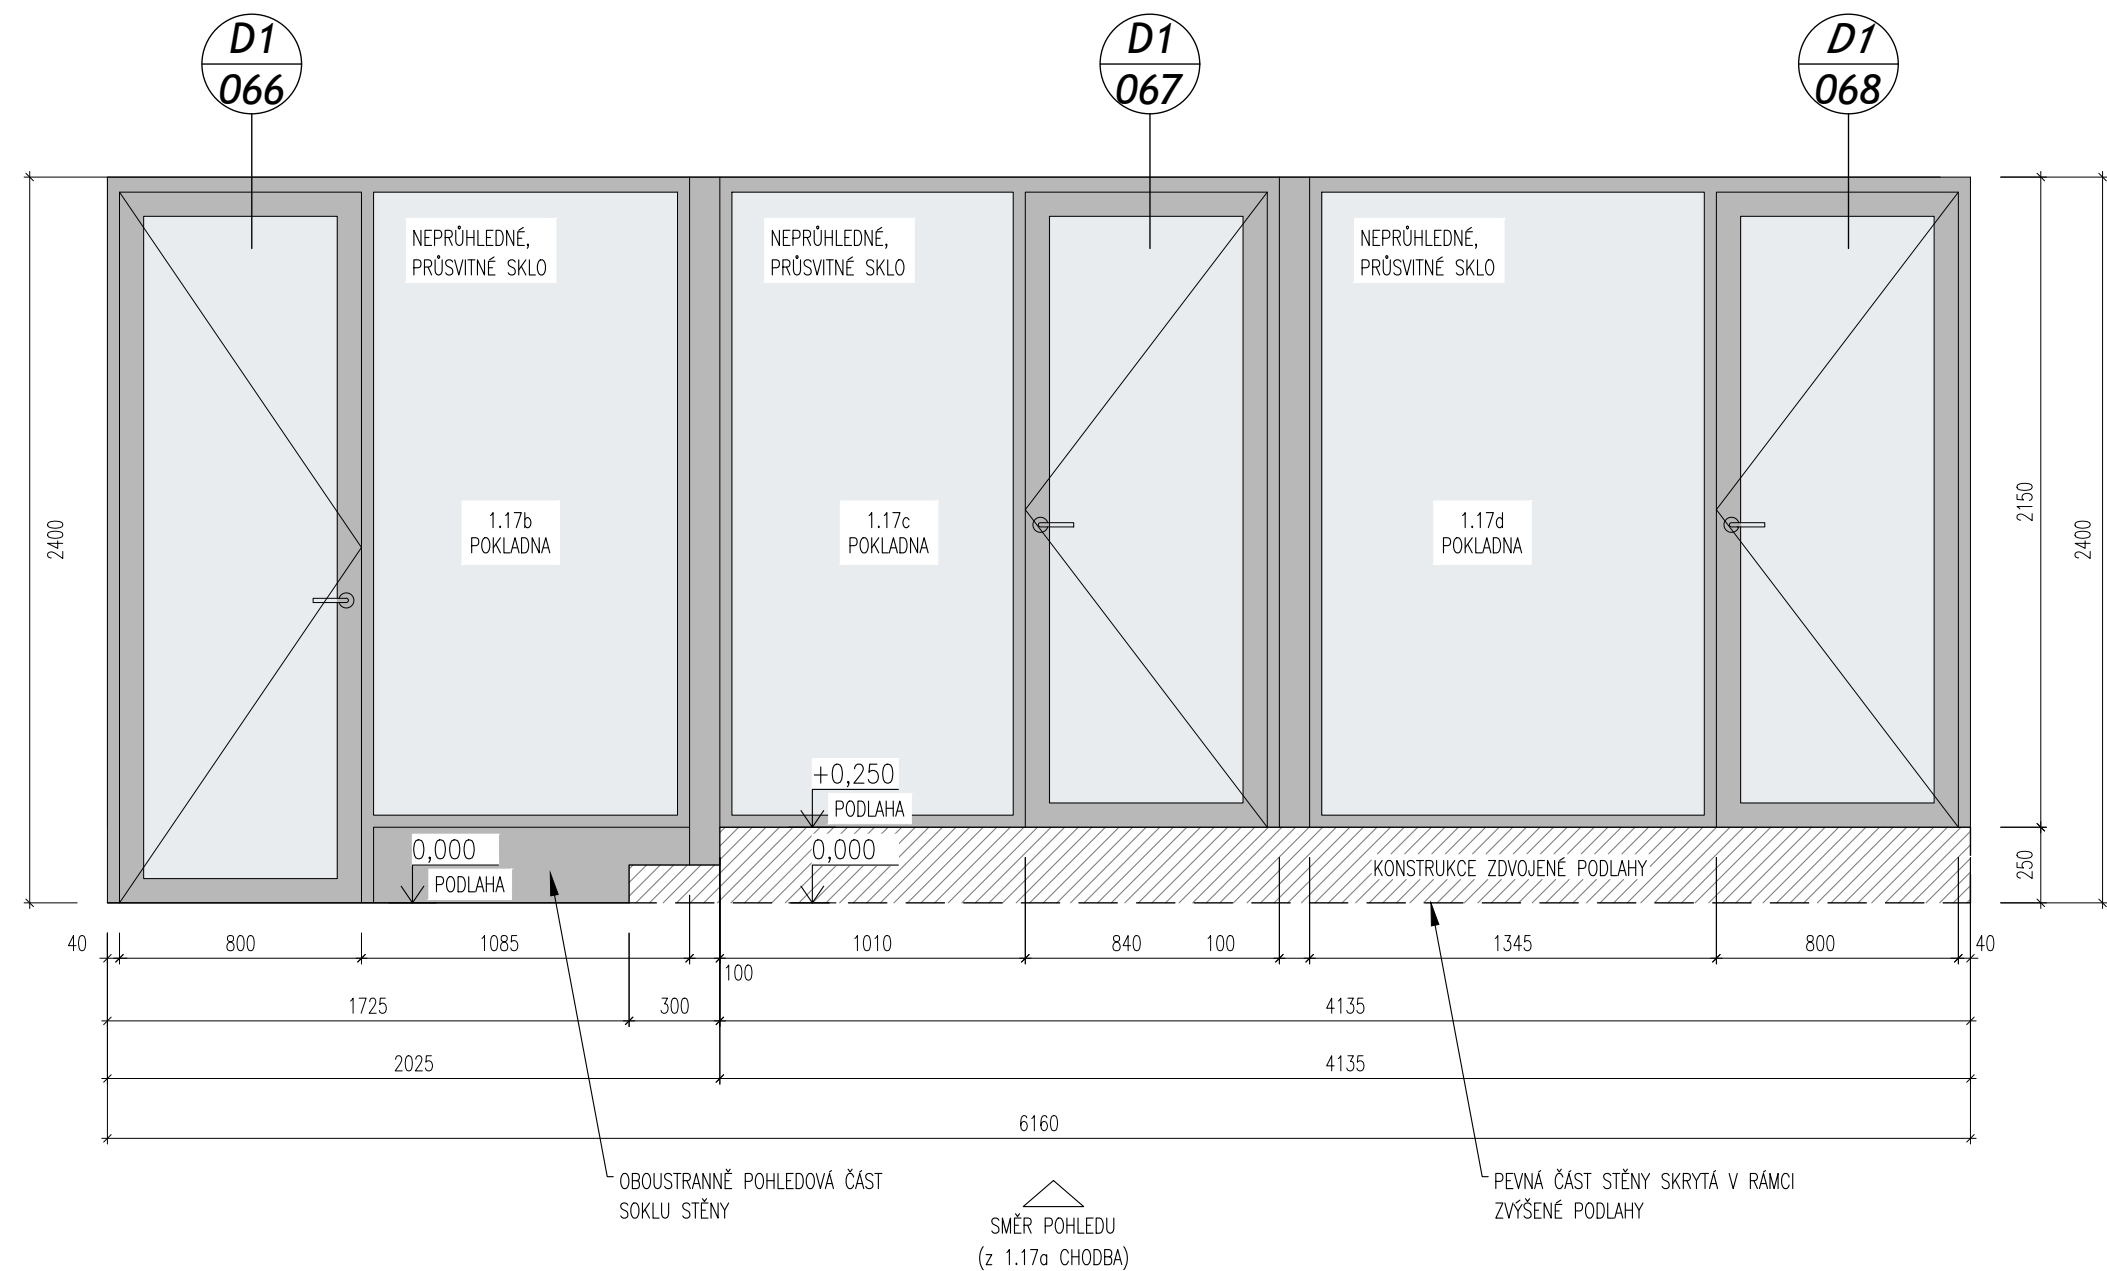 D1
066
D1
067
D1
068
NEPRŮHLEDNÉ,
PRŮSVITNÉ SKLO
NEPRŮHLEDNÉ,
PRŮSVITNÉ SKLO
NEPRŮHLEDNÉ,
PRŮSVITNÉ SKLO
2400
1.17b
POKLADNA
1.17c
POKLADNA
1.17d
POKLADNA
2150
2400
+0,250
PODLAHA
0,000
PODLAHA
0,000
KONSTRUKCE ZDVOJENÉ PODLAHY
250
40
800
1085
100
1010
840
100
1345
800
40
1725
300
4135
2025
4135
6160
OBOUSTRANNĚ POHLEDOVÁ ČÁST
SOKLU STĚNY
SMĚR POHLEDU
(z 1.17a CHODBA)
PEVNÁ ČÁST STĚNY SKRYTÁ V RÁMCI
ZVÝŠENÉ PODLAHY